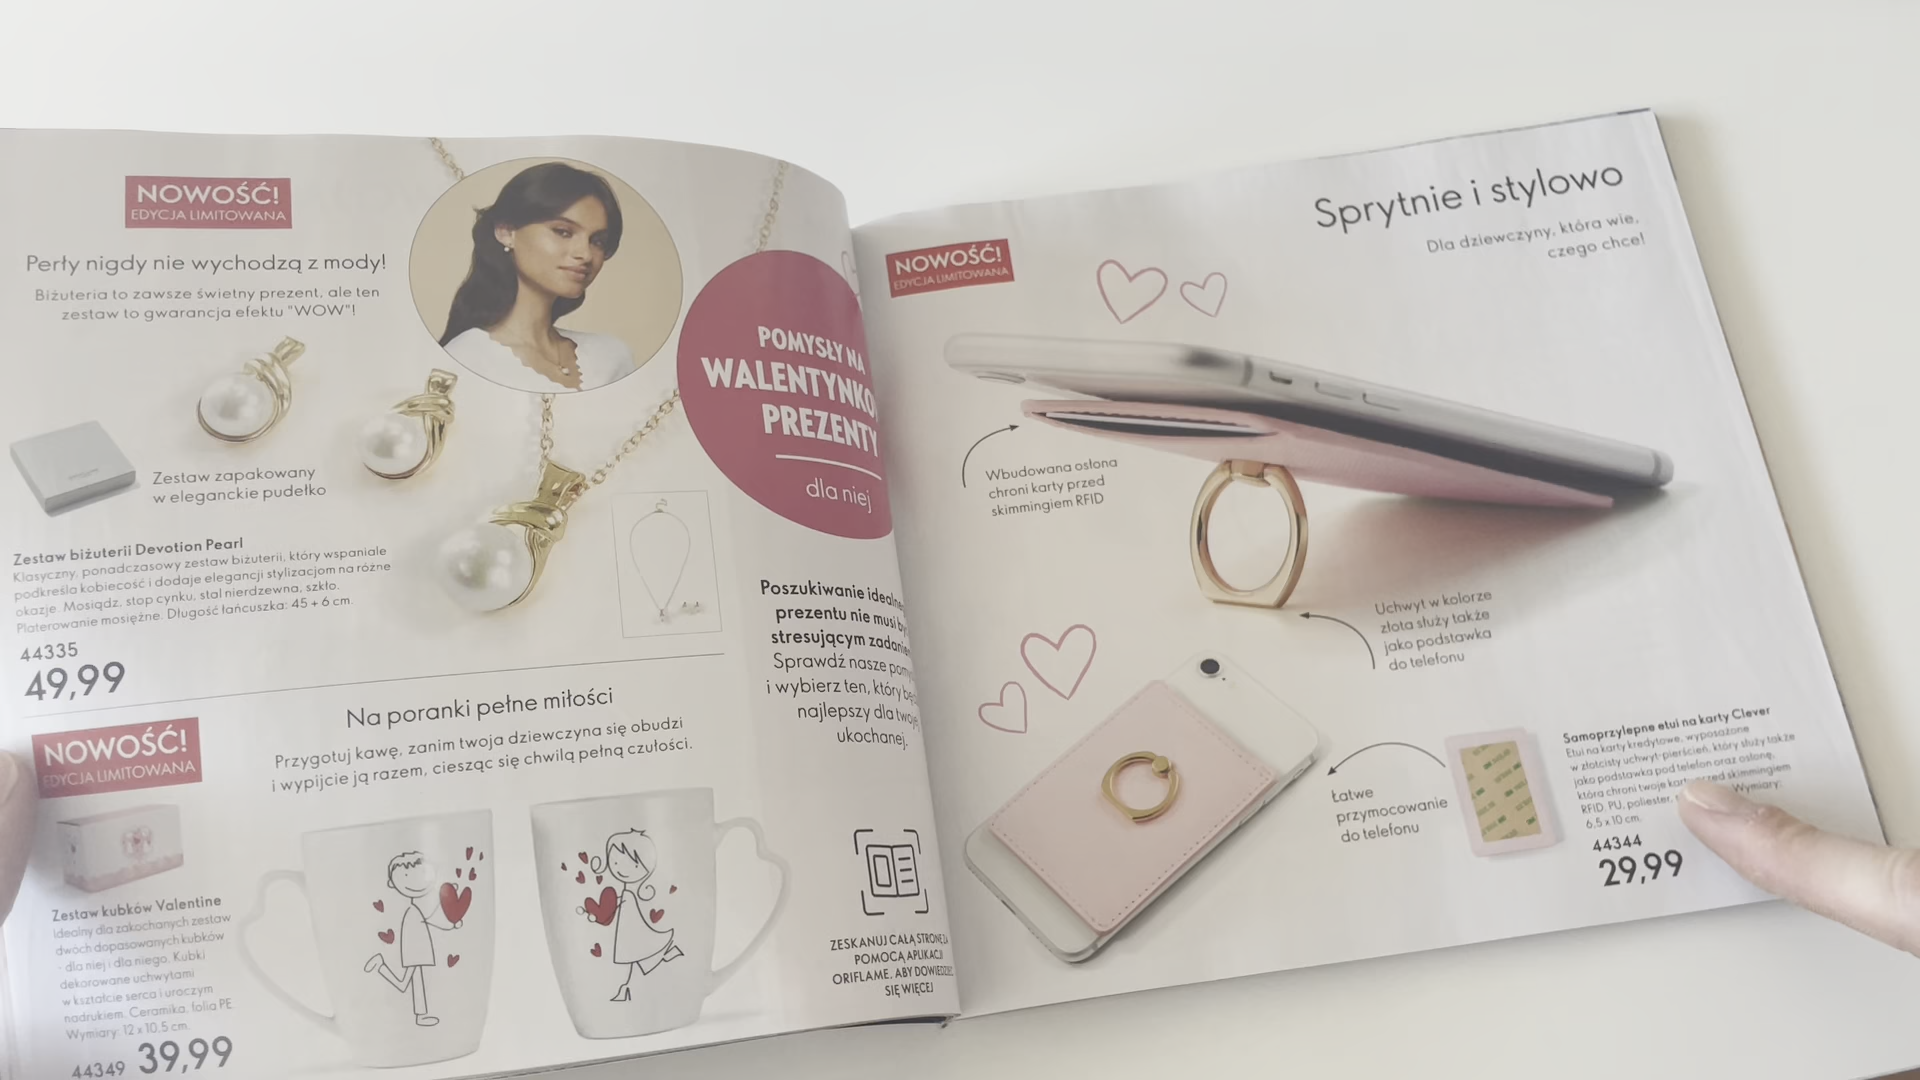 NOWOŚĆ!
EDYCJA LIMITOWANA
Perły nigdy nie wychodzą z mody!
Biżuteria to zawsze świetny prezent, ale ten
zestaw to gwarancja efektu "WOW"!
Zestaw zapakowany
w eleganckie pudełko
Zestaw biżuterii Devotion Pearl
Klasyczny, ponadczasowy zestaw biżuterii, który wspaniale
podkreśla kobiecość i dodaje elegancji stylizacjom na różne
okazje. Mosiądz, stop cynku, stal nierdzewna, szkło.
Platerowanie mosiężne. Długość łańcuszka: 45 + 6 cm.
44335
49,99
POMYSŁY NA
WALENTYNKO
PREZENTY
dla niej
Poszukiwanie idealne
prezentu nie musi by
stresującym zadanie
Sprawdź nasze pomy
i wybierz ten, który bę
najlepszy dla twoje
ukochanej.
NOWOŚĆ!
EDYCJA LIMITOWANA
Na poranki pełne miłości
Przygotuj kawę, zanim twoja dziewczyna się obudzi
i wypijcie ją razem, ciesząc się chwilą pełną czułości.
Zestaw kubków Valentine
Idealny dla zakochanych zestaw
dwóch dopasowanych kubków
- dla niej i dla niego. Kubki
dekorowane uchwytami
w kształcie serca i uroczym
nadrukiem. Ceramika, folia PE.
Wymiary: 12 x 10,5 cm.
44349 39,99
ZESKANUJ CAŁĄ STRONĘ ZA
POMOCĄ APLIKACJI
ORIFLAME, ABY DOWIEDZIEĆ
SIĘ WIĘCEJ
NOWOŚĆ!
EDYCJA LIMITOWANA
Sprytnie i stylowo
Dla dziewczyny, która wie,
czego chce!
Wbudowana osłona
chroni karty przed
skimmingiem RFID
Uchwyt w kolorze
złota służy także
jako podstawka
do telefonu
Łatwe
przymocowanie
do telefonu
Samoprzylepne etui na karty Clever
Etui na karty kredytowe, wyposażone
w złocisty uchwyt-pierścień, który służy także
jako podstawka pod telefon oraz osłonę,
która chroni twoje karty przed skimmingiem
RFID. PU, poliester, Wymiary:
6,5 x 10 cm.
44344
29,99